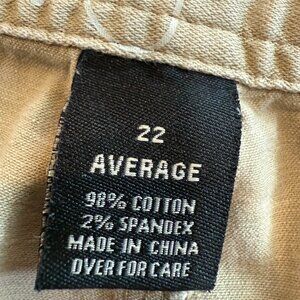 22
AVERAGE
98% COTTON
2% SPANDEX
MADE IN CHINA
OVER FOR CARE